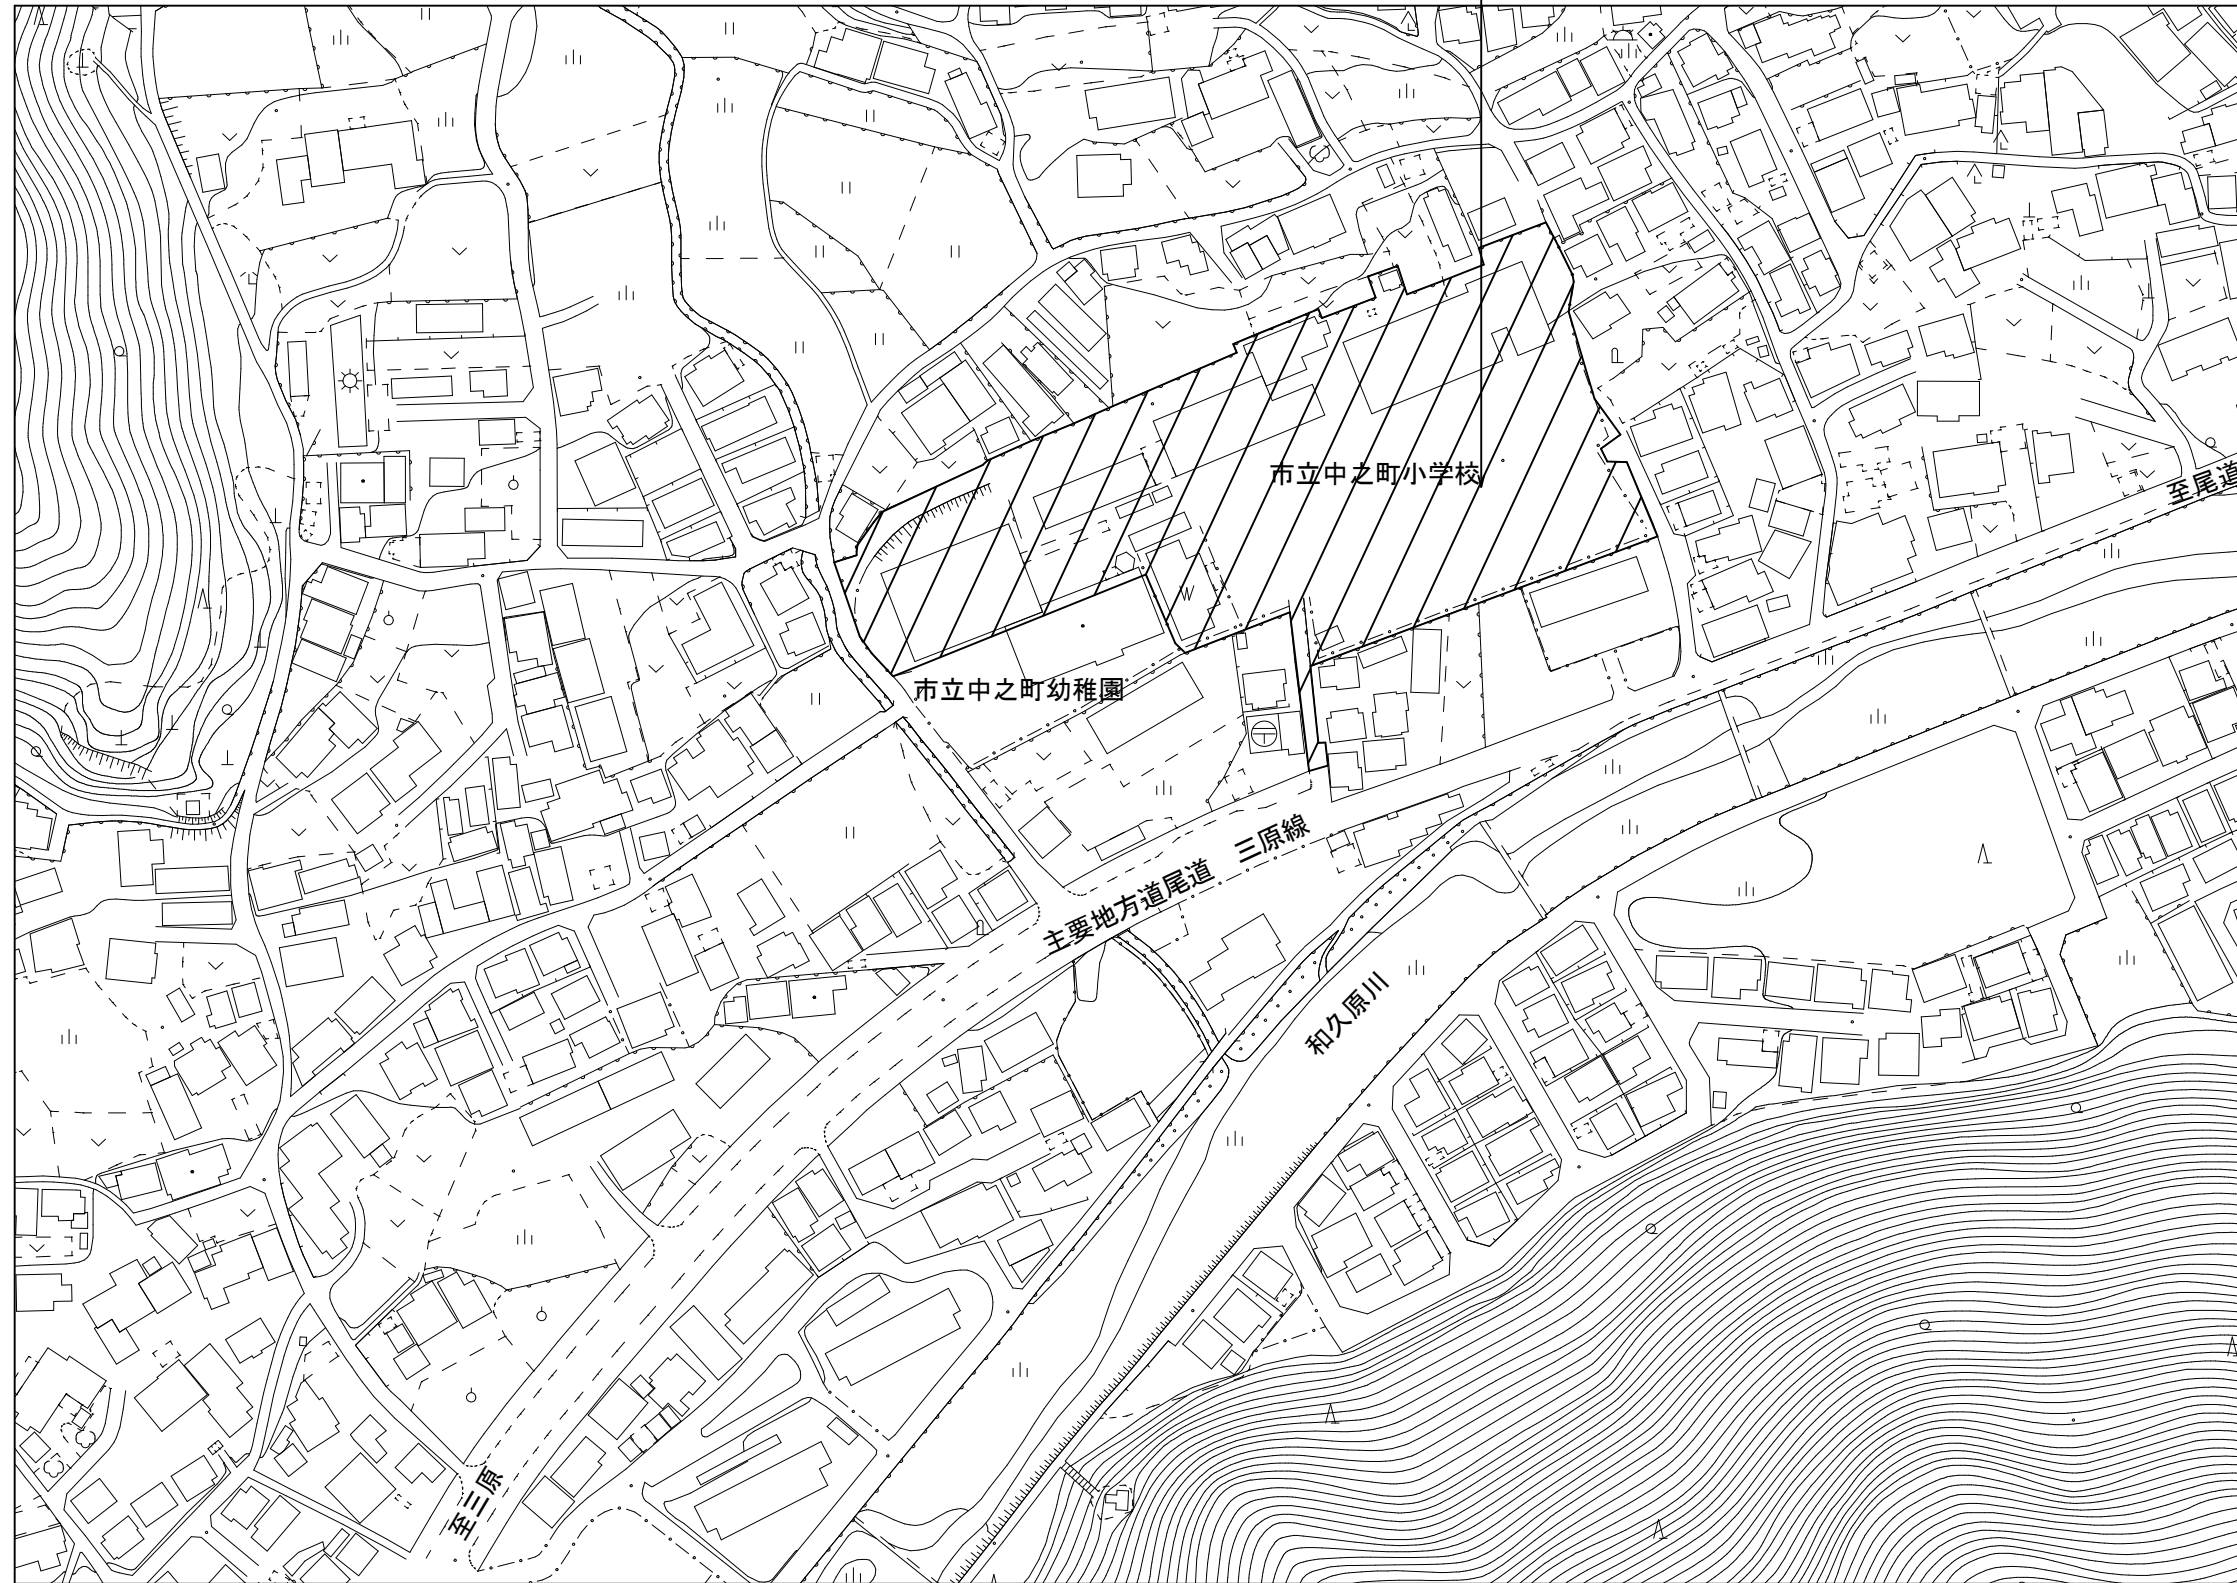 市立中之町小学校
至尾道
市立中之町幼稚園
主要地方道尾道　三原線
和久原川
至三原